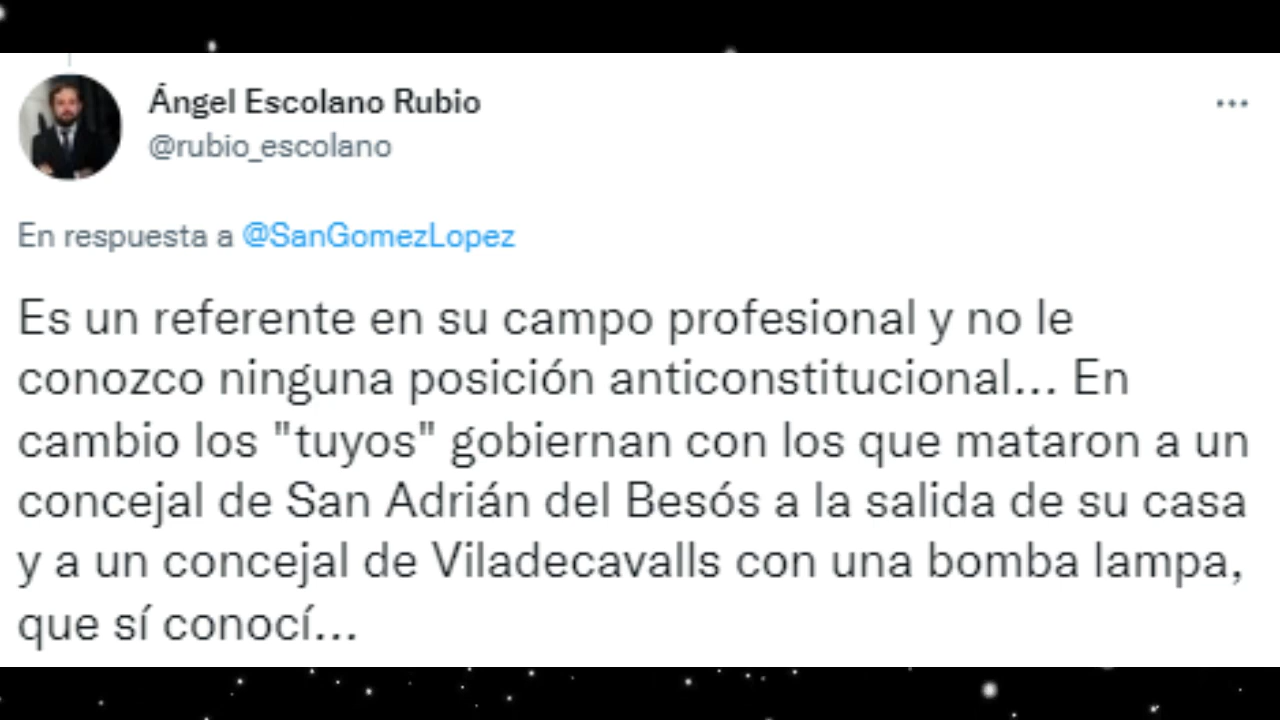 Ángel Escolano Rubio
@rubio_escolano
En respuesta a @SanGomezLopez
Es un referente en su campo profesional y no le
conozco ninguna posición anticonstitucional... En
cambio los "tuyos" gobiernan con los que mataron a un
concejal de San Adrián del Besós a la salida de su casa
y a un concejal de Viladecavalls con una bomba lampa,
que sí conocí...